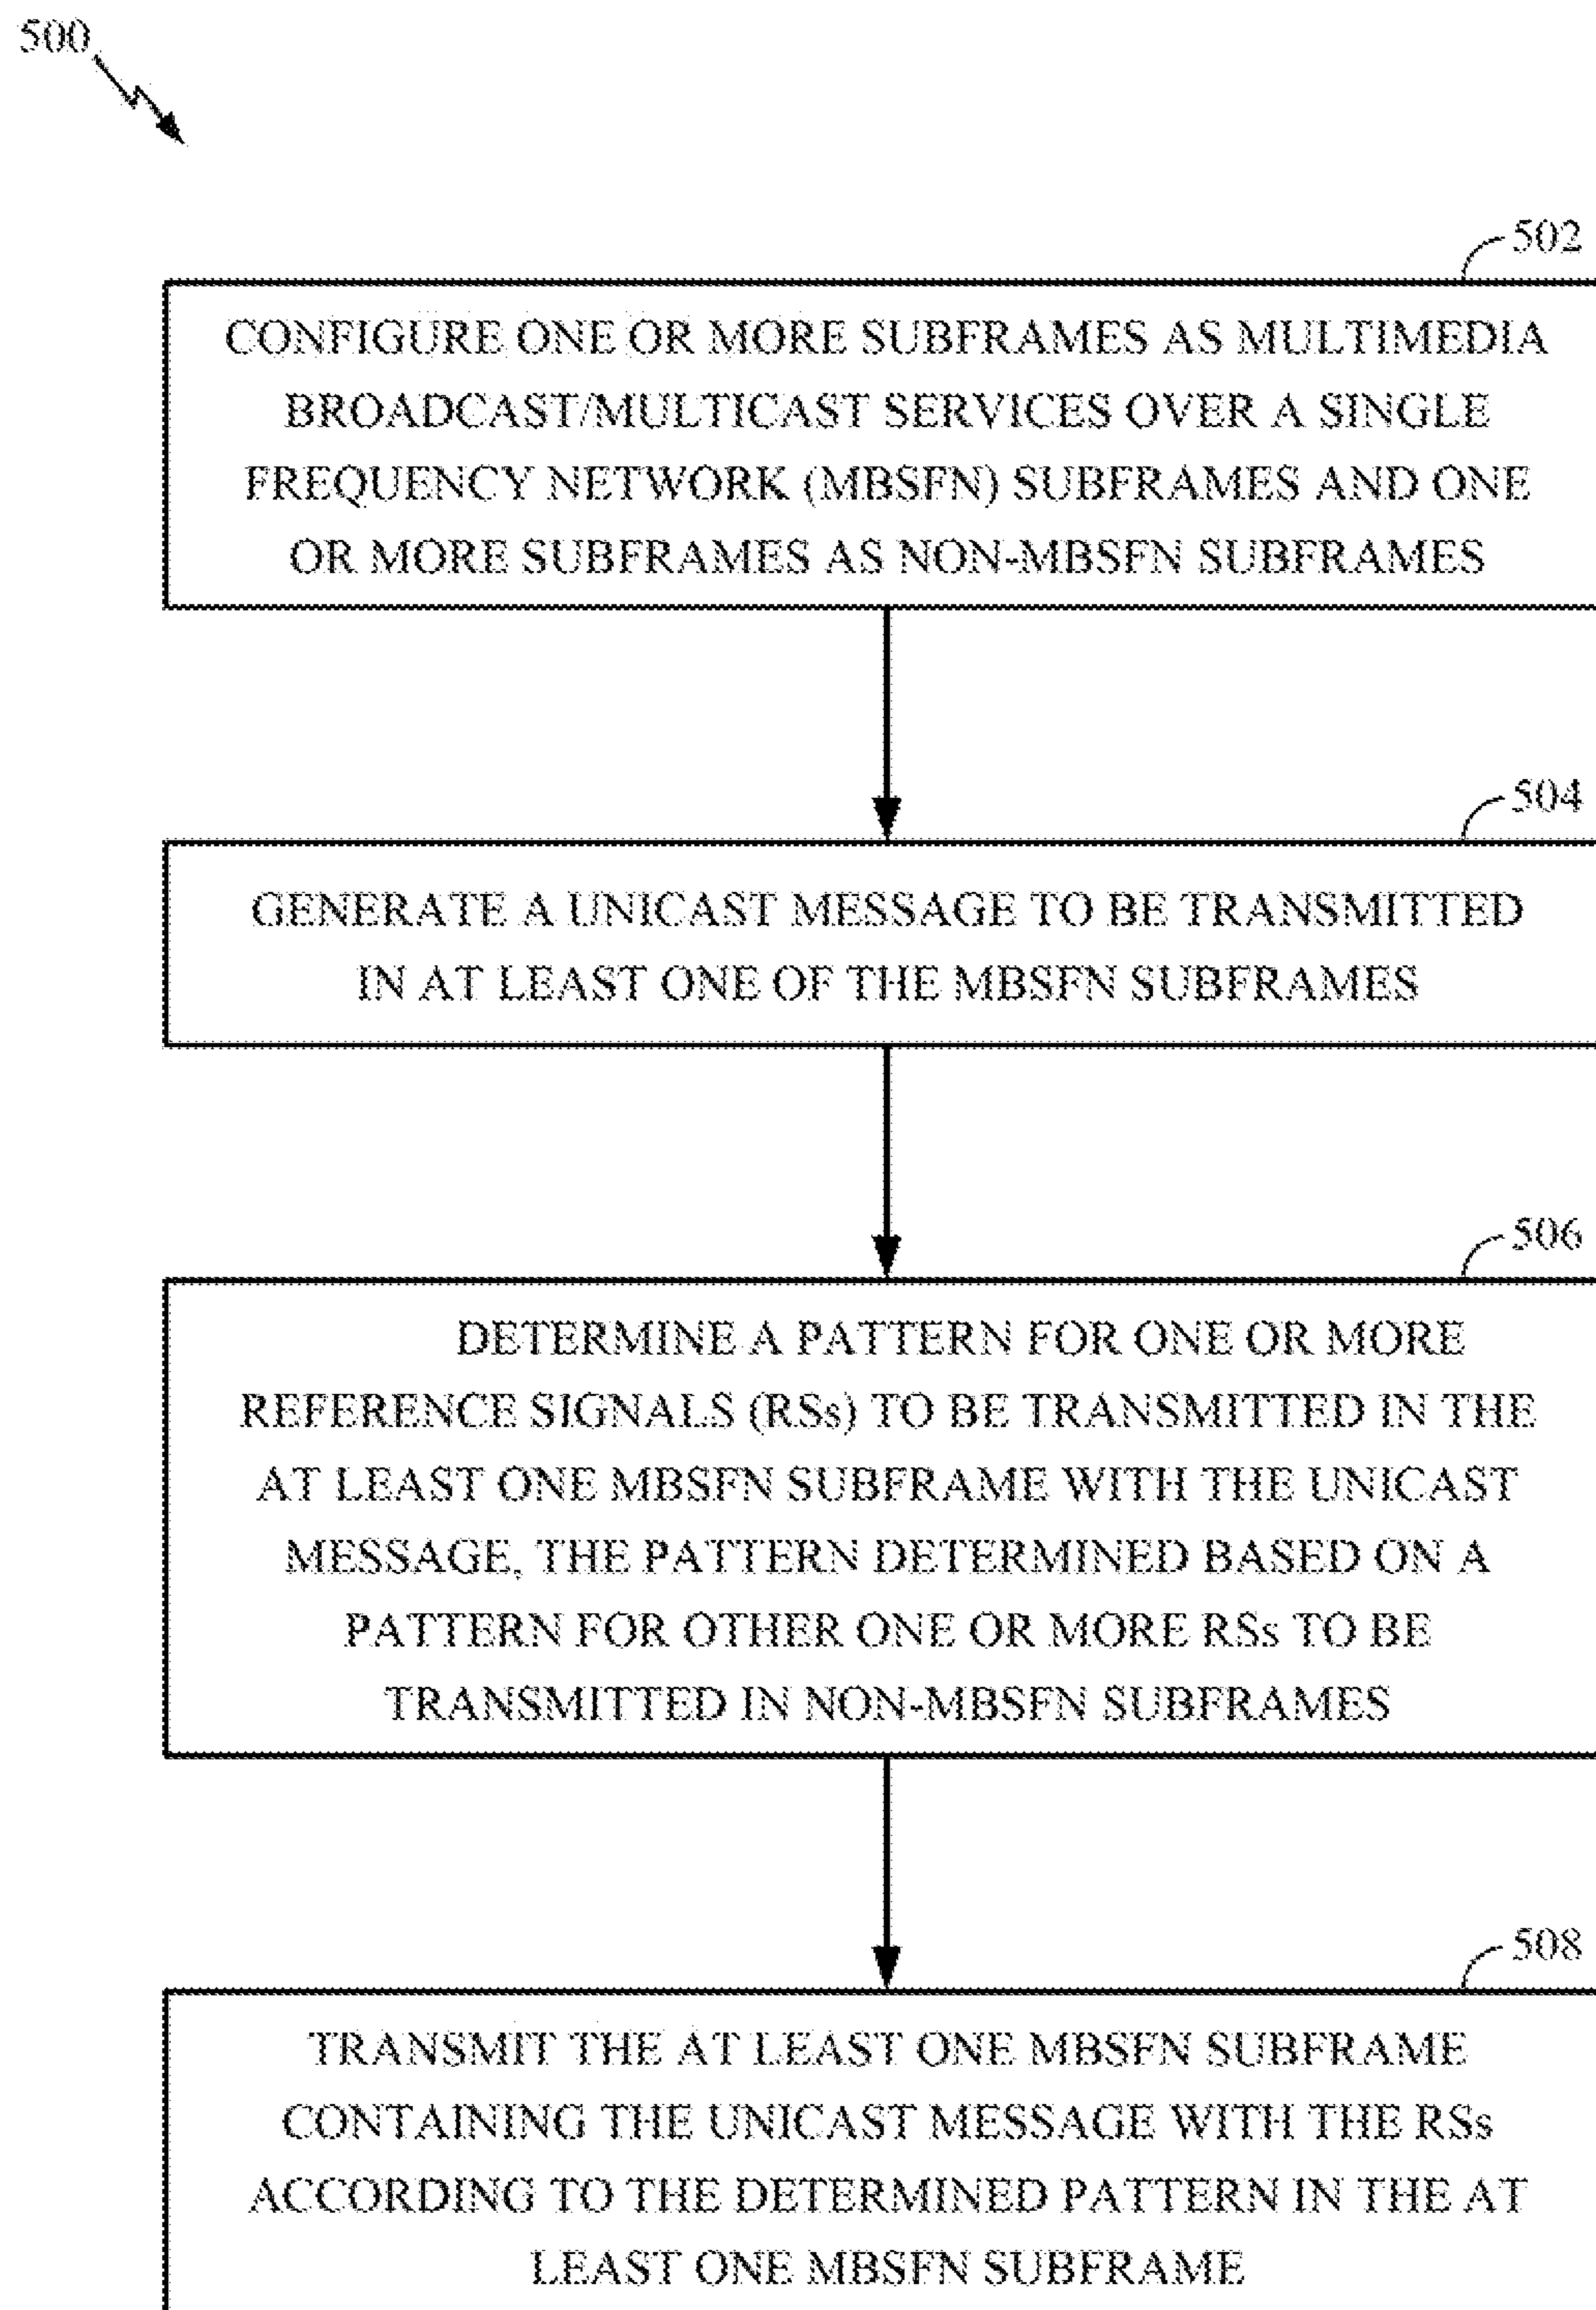 500
502
CONFIGURE ONE OR MORE SUBFRAMES AS MULTIMEDIA
BROADCAST/MULTICAST SERVICES OVER A SINGLE
FREQUENCY NETWORK (MBSFN) SUBFRAMES AND ONE
OR MORE SUBFRAMES AS NON-MBSFN SUBFRAMES
504
GENERATE A UNICAST MESSAGE TO BE TRANSMITTED
IN AT LEAST ONE OF THE MBSFN SUBFRAMES
506
DETERMINE A PATTERN FOR ONE OR MORE
REFERENCE SIGNALS (RSs) TO BE TRANSMITTED IN THE
AT LEAST ONE MBSFN SUBFRAME WITH THE UNICAST
MESSAGE, THE PATTERN DETERMINED BASED ON A
PATTERN FOR OTHER ONE OR MORE RSs TO BE
TRANSMITTED IN NON-MBSFN SUBFRAMES
508
TRANSMIT THE AT LEAST ONE MBSFN SUBFRAME
CONTAINING THE UNICAST MESSAGE WITH THE RSs
ACCORDING TO THE DETERMINED PATTERN IN THE AT
LEAST ONE MBSFN SUBFRAME